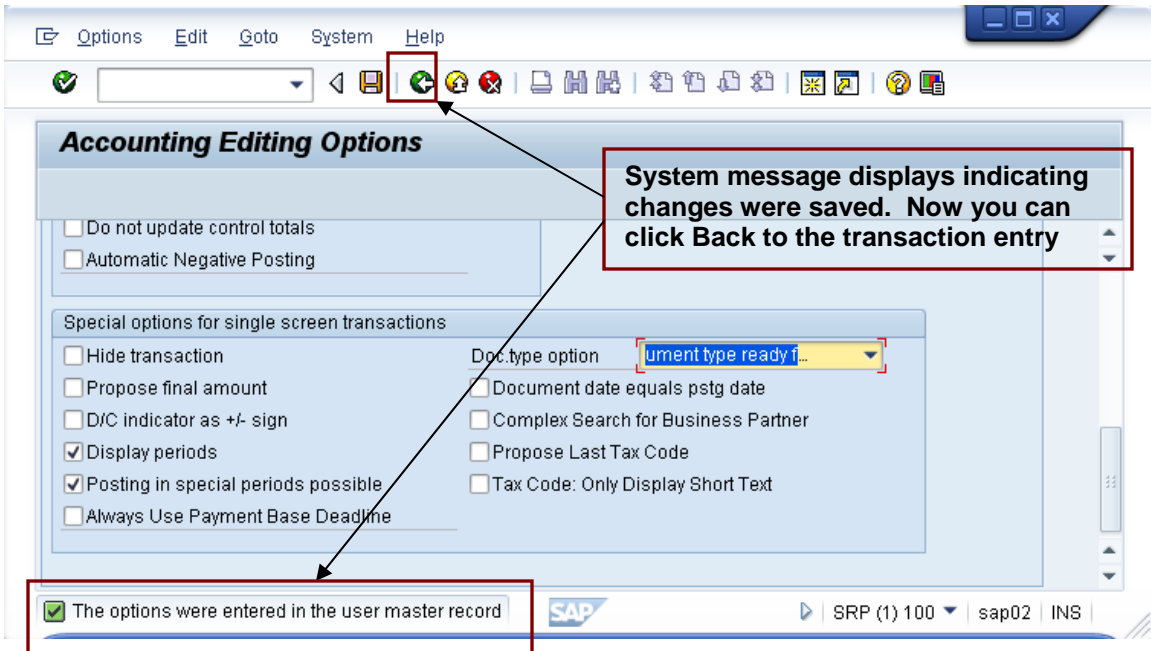 Options Edit Goto System Help
Accounting Editing Options
System message displays indicating
changes were saved. Now you can
click Back to the transaction entry
Do not update control totals
Automatic Negative Posting
Special options for single screen transactions
Hide transaction
Doc.type option ument type ready f...
Propose final amount
Document date equals pstg date
D/C indicator as +/- sign
Complex Search for Business Partner
Display periods
Propose Last Tax Code
Posting in special periods possible
Tax Code: Only Display Short Text
Always Use Payment Base Deadline
The options were entered in the user master record
SAP
SRP (1) 100
sap02
INS